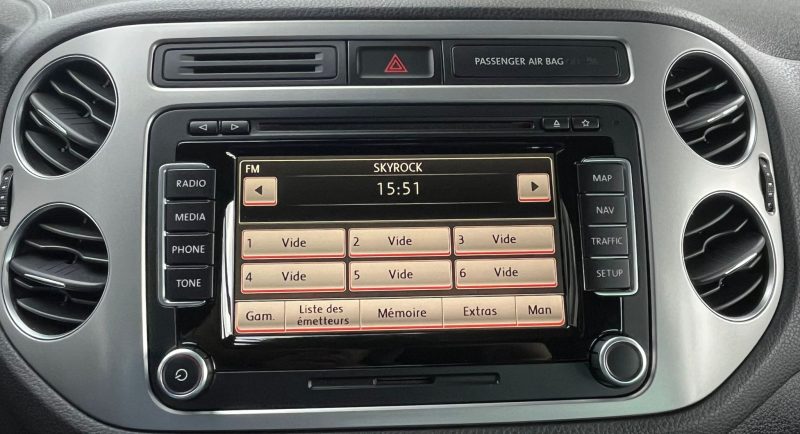 PASSENGER AIR BAG
RADIO
MEDIA
PHONE
TONE
FM SKYROCK
15:51
1 Vide 2 Vide 3 Vide
4 Vide 5 Vide 6 Vide
Gam. Liste des émetteurs Mémoire Extras Man
MAP
NAV
TRAFFIC
SETUP